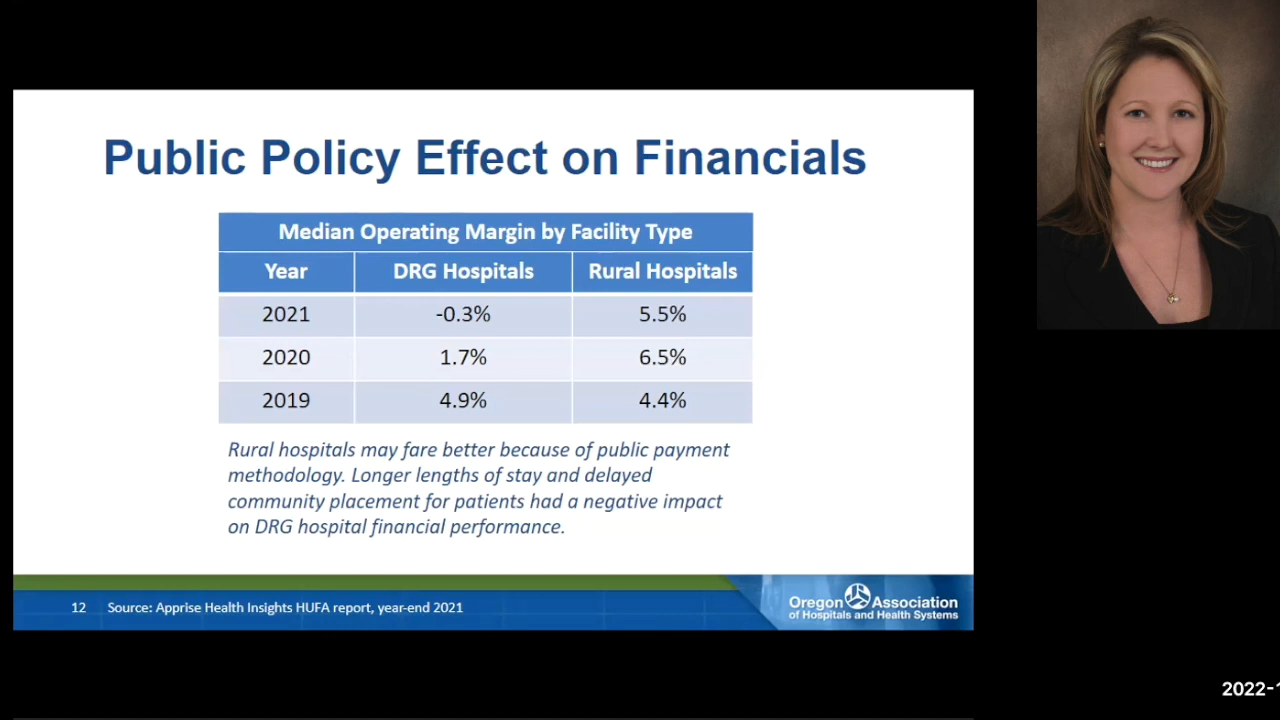 Public Policy Effect on Financials
Median Operating Margin by Facility Type
Year DRG Hospitals Rural Hospitals
2021 -0.3% 5.5%
2020 1.7% 6.5%
2019 4.9% 4.4%
Rural hospitals may fare better because of public payment
methodology. Longer lengths of stay and delayed
community placement for patients had a negative impact
on DRG hospital financial performance.
12 Source: Apprise Health Insights HUFA report, year-end 2021
Oregon Association
of Hospitals and Health Systems
2022-